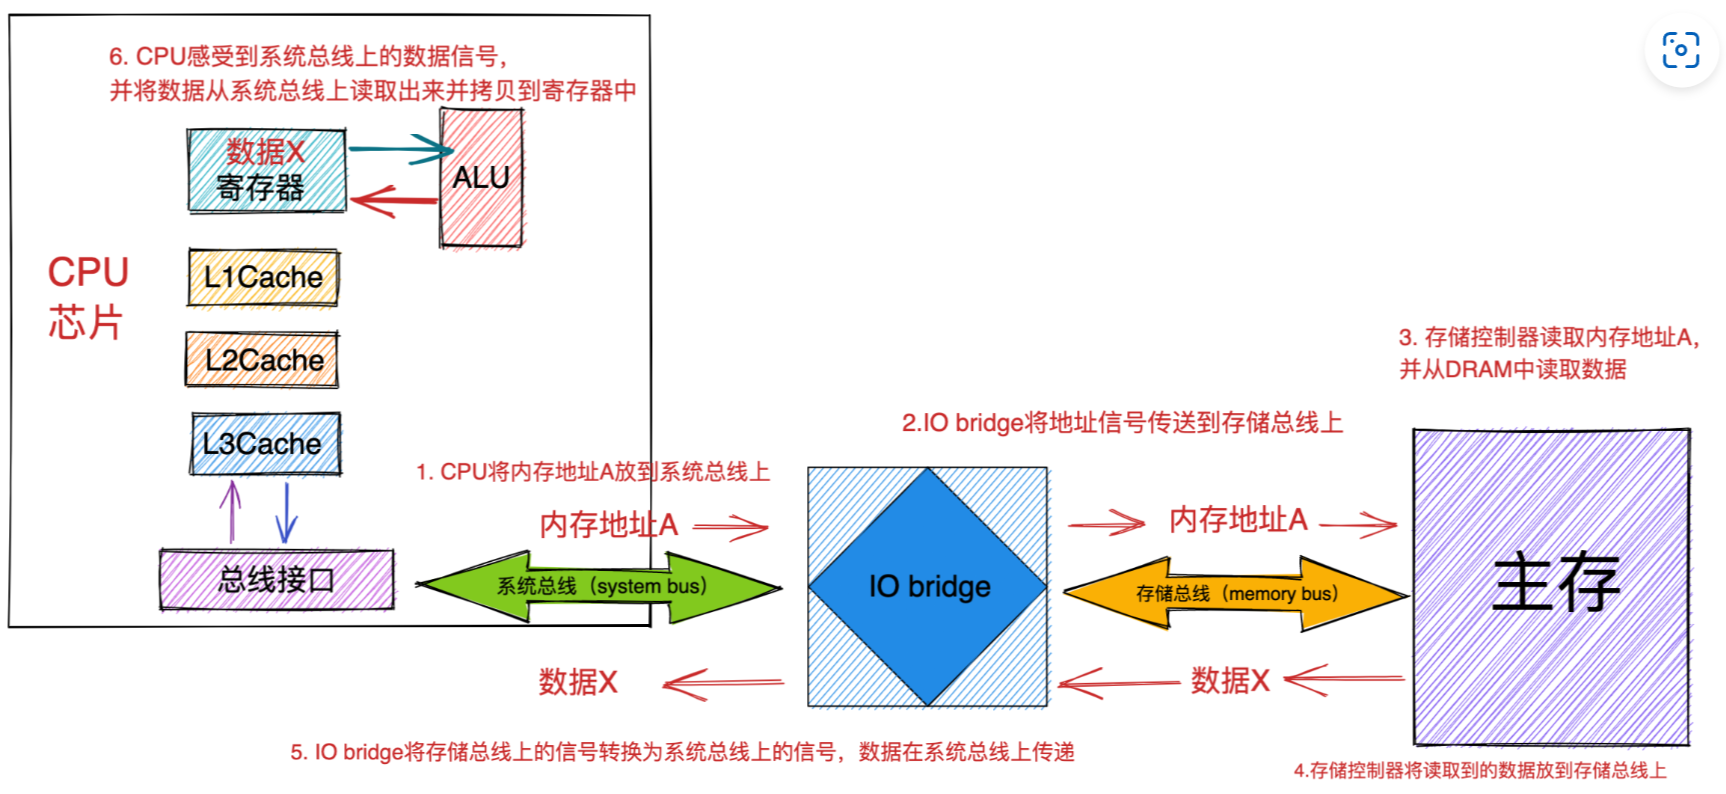 6. CPU感受到系统总线上的数据信号，
并将数据从系统总线上读取出来并拷贝到寄存器中
数据X
寄存器
ALU
CPU
芯片
L1Cache
L2Cache
L3Cache
总线接口
1. CPU将内存地址A放到系统总线上
内存地址A
系统总线（system bus）
数据X
IO bridge
2.IO bridge将地址信号传送到存储总线上
内存地址A
存储总线（memory bus）
数据X
3. 存储控制器读取内存地址A，
并从DRAM中读取数据
主存
4.存储控制器将读取到的数据放到存储总线上
5. IO bridge将存储总线上的信号转换为系统总线上的信号，数据在系统总线上传递